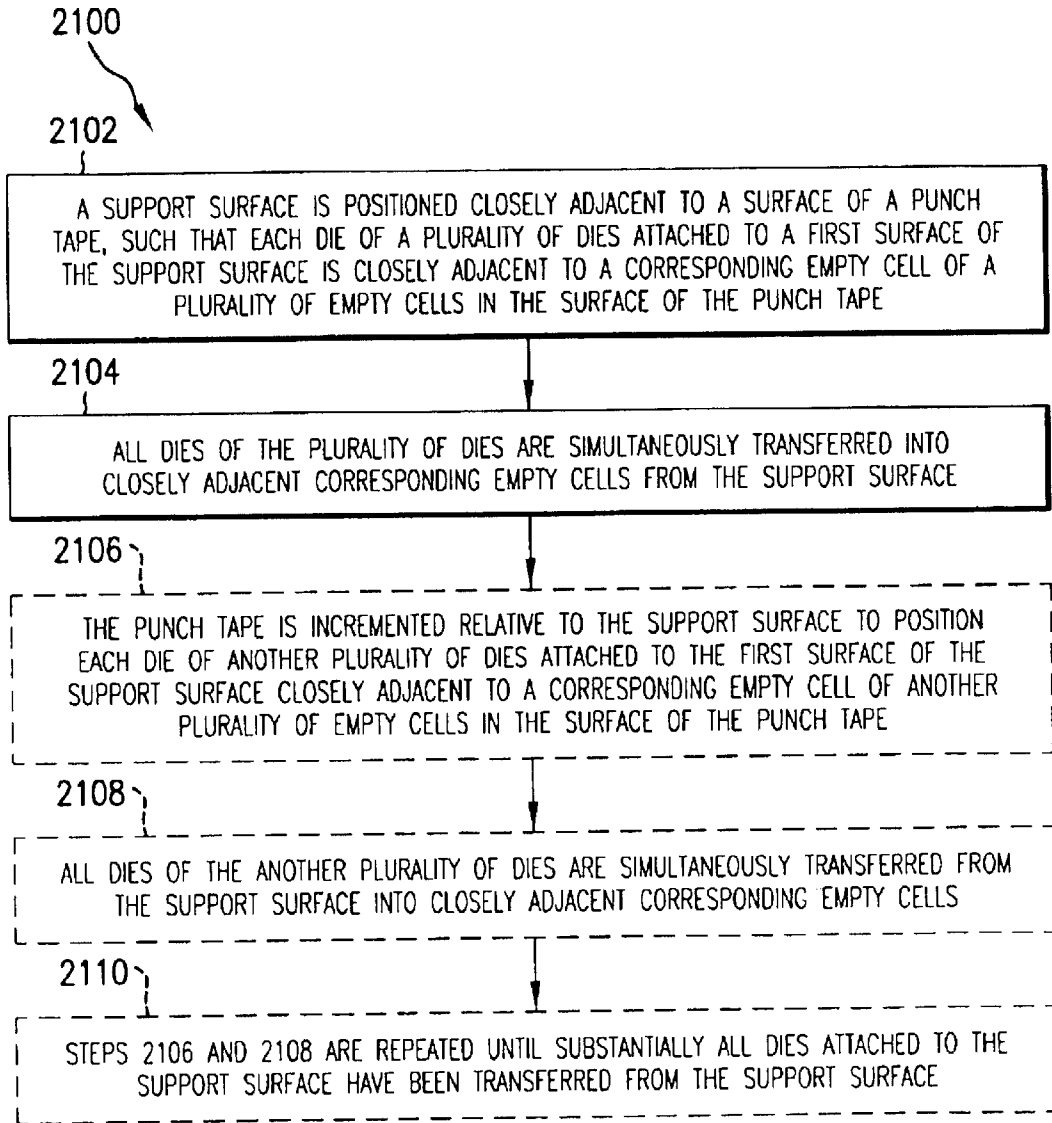 2100
2102
A SUPPORT SURFACE IS POSITIONED CLOSELY ADJACENT TO A SURFACE OF A PUNCH
TAPE, SUCH THAT EACH DIE OF A PLURALITY OF DIES ATTACHED TO A FIRST SURFACE OF
THE SUPPORT SURFACE IS CLOSELY ADJACENT TO A CORRESPONDING EMPTY CELL OF A
PLURALITY OF EMPTY CELLS IN THE SURFACE OF THE PUNCH TAPE
2104
ALL DIES OF THE PLURALITY OF DIES ARE SIMULTANEOUSLY TRANSFERRED INTO
CLOSELY ADJACENT CORRESPONDING EMPTY CELLS FROM THE SUPPORT SURFACE
2106
THE PUNCH TAPE IS INCREMENTED RELATIVE TO THE SUPPORT SURFACE TO POSITION
EACH DIE OF ANOTHER PLURALITY OF DIES ATTACHED TO THE FIRST SURFACE OF THE
SUPPORT SURFACE CLOSELY ADJACENT TO A CORRESPONDING EMPTY CELL OF ANOTHER
PLURALITY OF EMPTY CELLS IN THE SURFACE OF THE PUNCH TAPE
2108
ALL DIES OF THE ANOTHER PLURALITY OF DIES ARE SIMULTANEOUSLY TRANSFERRED FROM
THE SUPPORT SURFACE INTO CLOSELY ADJACENT CORRESPONDING EMPTY CELLS
2110
STEPS 2106 AND 2108 ARE REPEATED UNTIL SUBSTANTIALLY ALL DIES ATTACHED TO THE
SUPPORT SURFACE HAVE BEEN TRANSFERRED FROM THE SUPPORT SURFACE